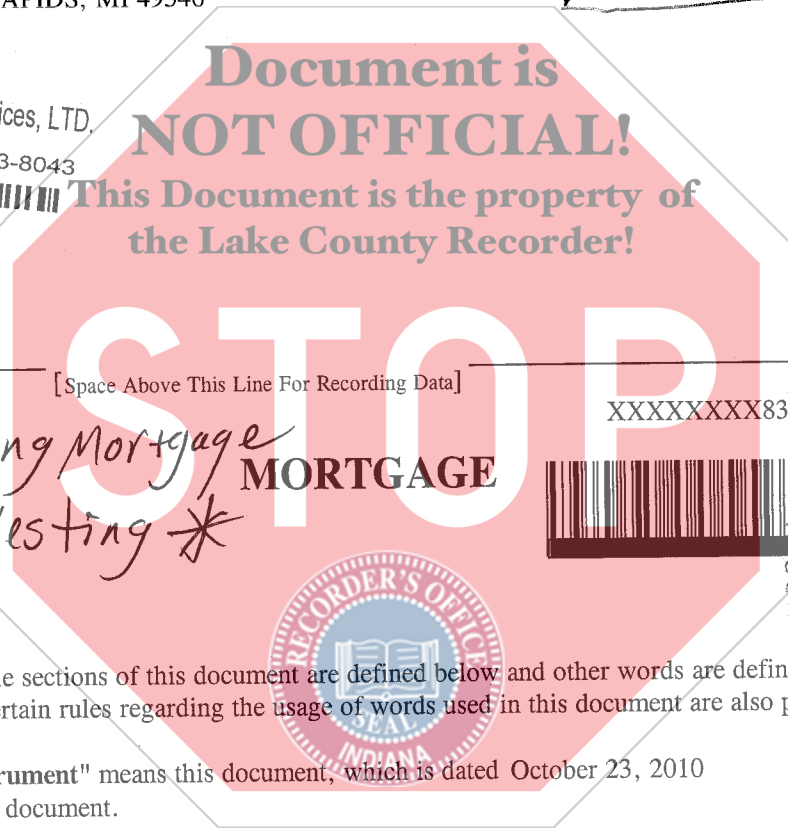 APIDS, MI 49546
Document is
NOT OFFICIAL!
This Document is the property of
the Lake County Recorder!
ices, LTD.
3-8043
STOP
[Space Above This Line For Recording Data]
XXXXXXXX83
ng Mortgage
MORTGAGE
esting *
RECORDER'S OFFICE
SEAL
INDIANA
e sections of this document are defined below and other words are defin
ertain rules regarding the usage of words used in this document are also p
rument" means this document, which is dated October 23, 2010
document.